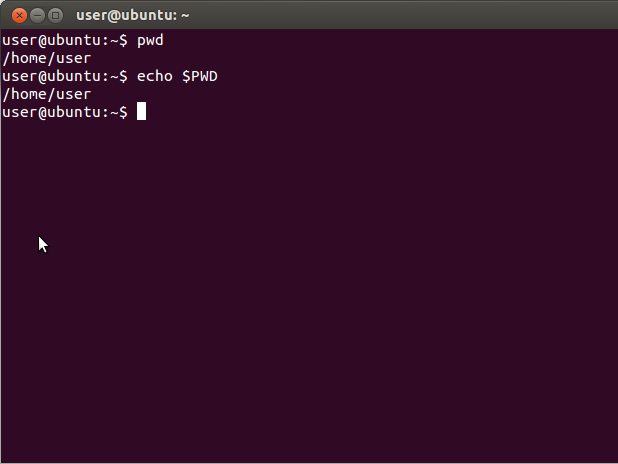 user@ubuntu: ~
user@ubuntu:~$ pwd
/home/user
user@ubuntu:~$ echo $PWD
/home/user
user@ubuntu:~$